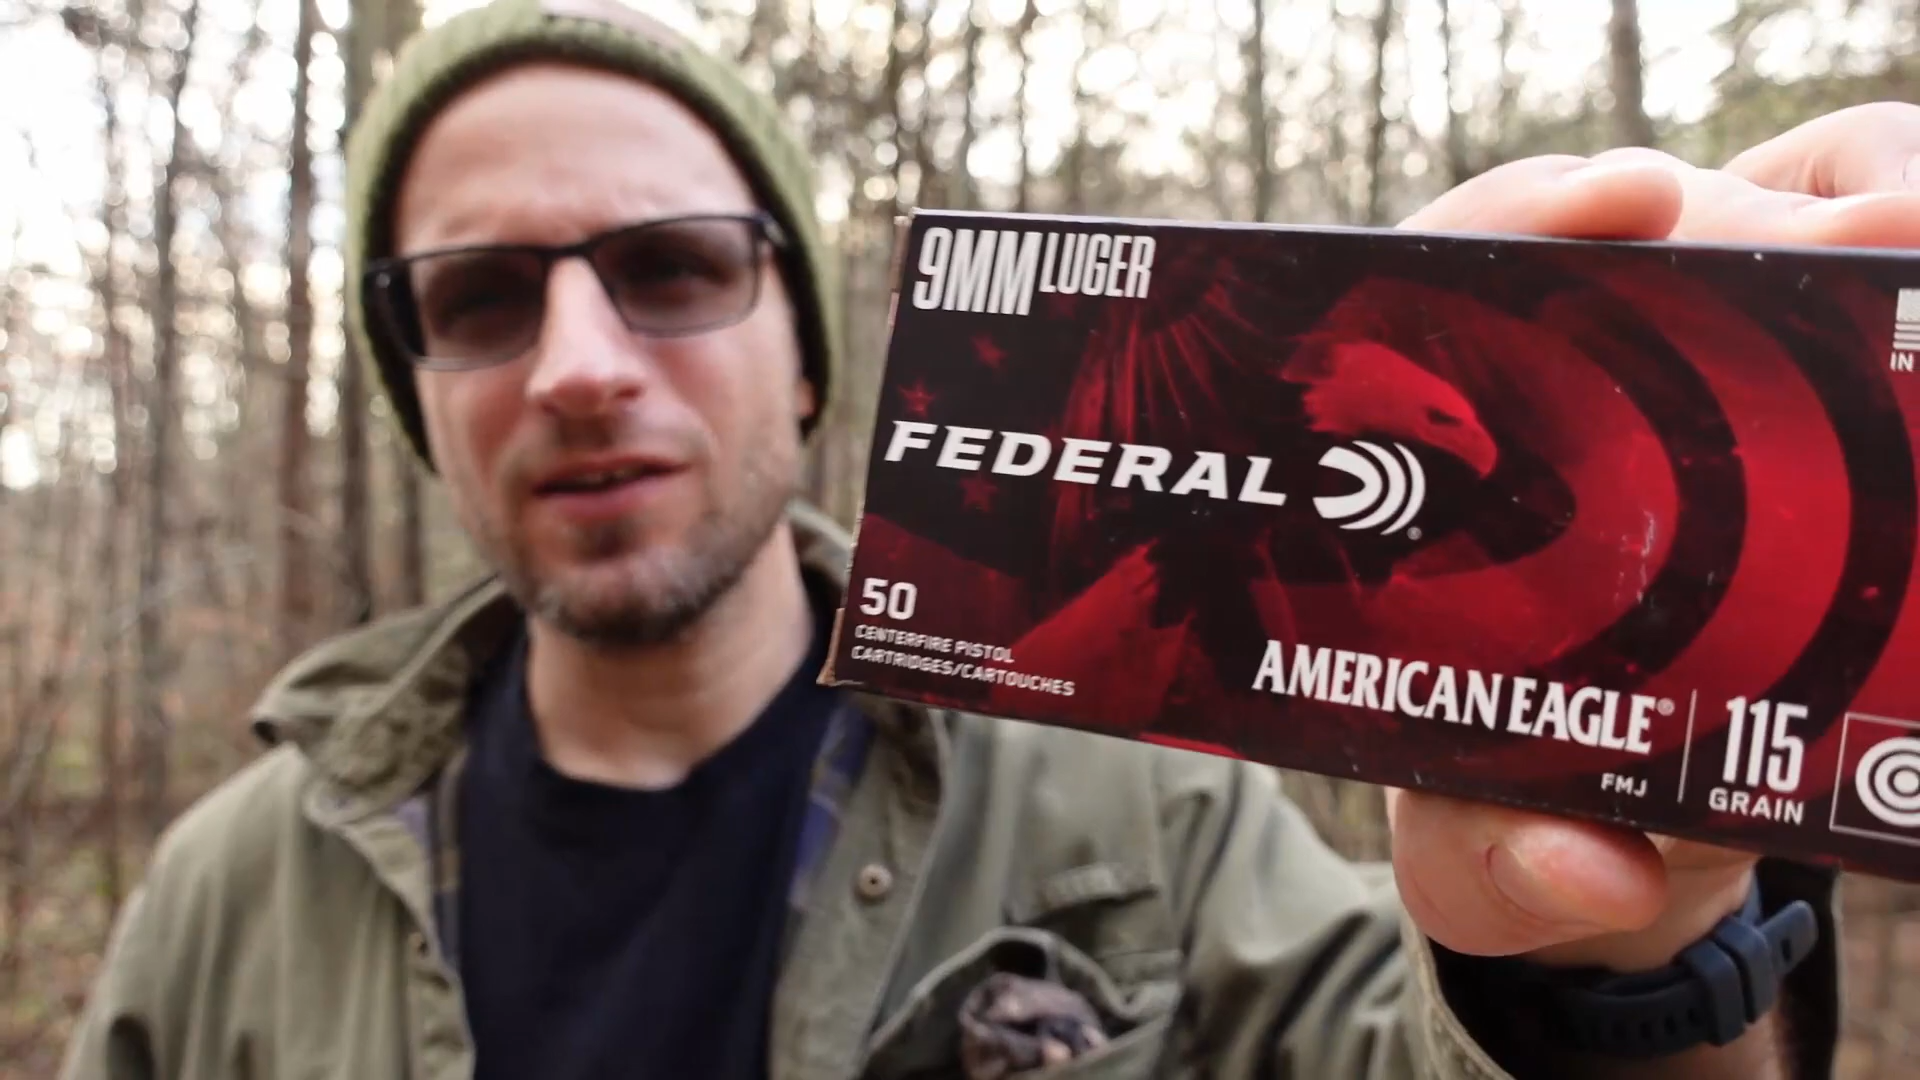 9MM LUGER
IN
FEDERAL
50
CENTERFIRE PISTOL
CARTRIDGES/CARTOUCHES
AMERICAN EAGLE®
FMJ
115
GRAIN